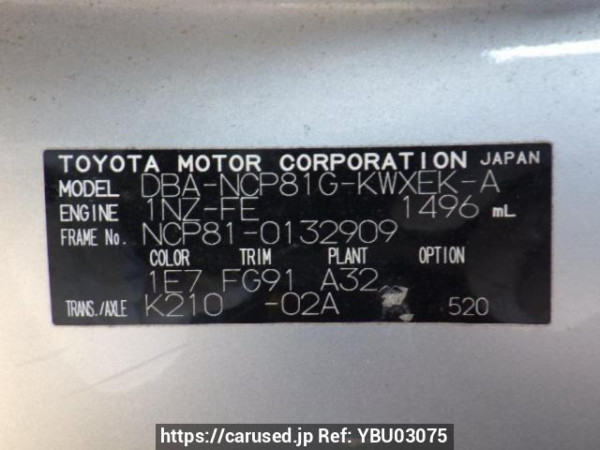 TOYOTA MOTOR CORPORATION JAPAN
MODEL DBA-NCP81G-KWXEK-A
ENGINE 1NZ-FE 1496 mL
FRAME No. NCP81-0132909
COLOR TRIM PLANT OPTION
1E7 FG91 A32
TRANS./AXLE K210 -02A 520
https://carused.jp Ref: YBU03075